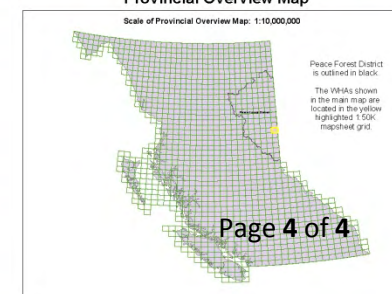 Provincial Overview Map
Scale of Provincial Overview Map: 1:10,000,000
Peace Forest District
is outlined in black.
The WHAs shown
in the main map are
located in the yellow
highlighted 1:50K
mapsheet grid.
Page 4 of 4